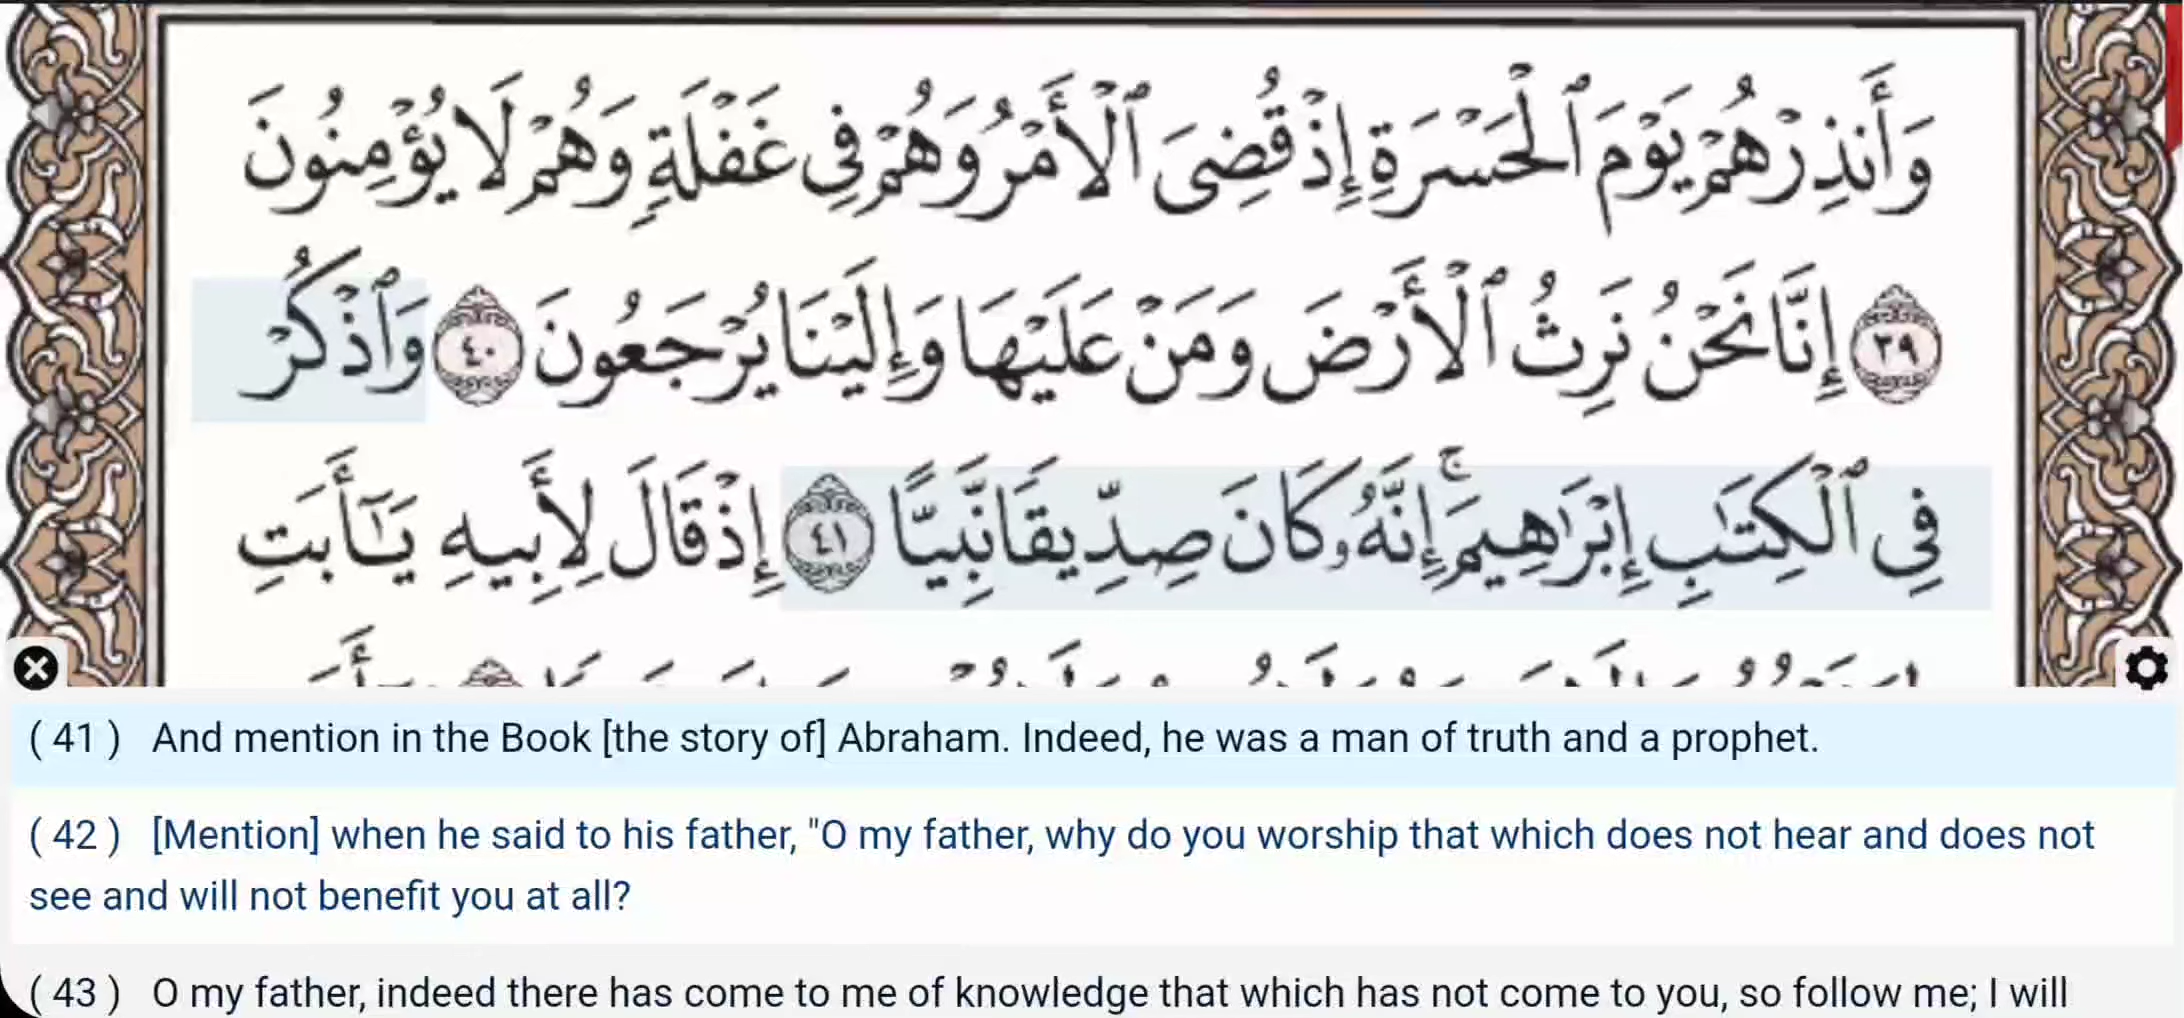 وَأَنذِرْهُمْ يَوْمَ ٱلْحَسْرَةِ إِذْ قُضِىَ ٱلْأَمْرُ وَهُمْ فِى غَفْلَةٍ وَهُمْ لَا يُؤْمِنُونَ
٣٩ إِنَّا نَحْنُ نَرِثُ ٱلْأَرْضَ وَمَنْ عَلَيْهَا وَإِلَيْنَا يُرْجَعُونَ ٤٠ وَٱذْكُرْ
فِى ٱلْكِتَٰبِ إِبْرَٰهِيمَ ۚ إِنَّهُۥ كَانَ صِدِّيقًا نَّبِيًّا ٤١ إِذْ قَالَ لِأَبِيهِ يَٰٓأَبَتِ
( 41 ) And mention in the Book [the story of] Abraham. Indeed, he was a man of truth and a prophet.
( 42 ) [Mention] when he said to his father, "O my father, why do you worship that which does not hear and does not
see and will not benefit you at all?
( 43 ) O my father, indeed there has come to me of knowledge that which has not come to you, so follow me; I will